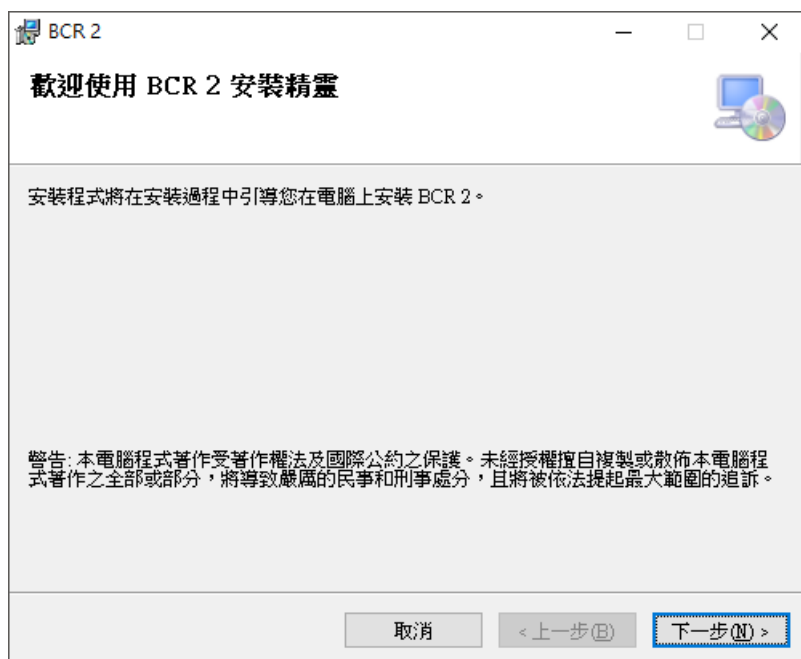 BCR 2
歡迎使用 BCR 2 安裝精靈
安裝程式將在安裝過程中引導您在電腦上安裝 BCR 2。
警告: 本電腦程式著作受著作權法及國際公約之保護。未經授權擅自複製或散佈本電腦程
式著作之全部或部分，將導致嚴厲的民事和刑事處分，且將被依法提起最大範圍的追訴。
取消 < 上一步(B) 下一步(N) >